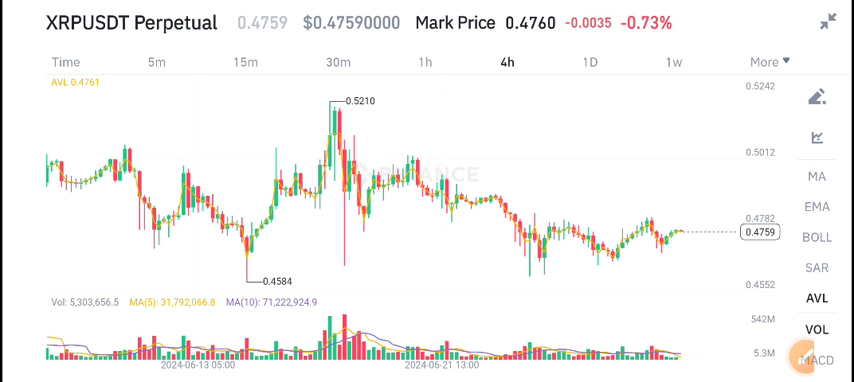 XRPUSDT Perpetual 0.4759 $0.47590000 Mark Price 0.4760 -0.0035 -0.73%
Time 5m 15m 30m 1h 4h 1D 1w More
AVL 0.4761
0.5242
0.5210
0.5012
BINANCE
MA
EMA
0.4782
0.4759
BOLL
SAR
0.4584
0.4552
AVL
Vol: 5,303,656.5 MA(5): 31,792,066.8 MA(10): 71,222,924.9
542M
VOL
5.3M
MACD
2024-06-13 05:00 2024-06-21 13:00